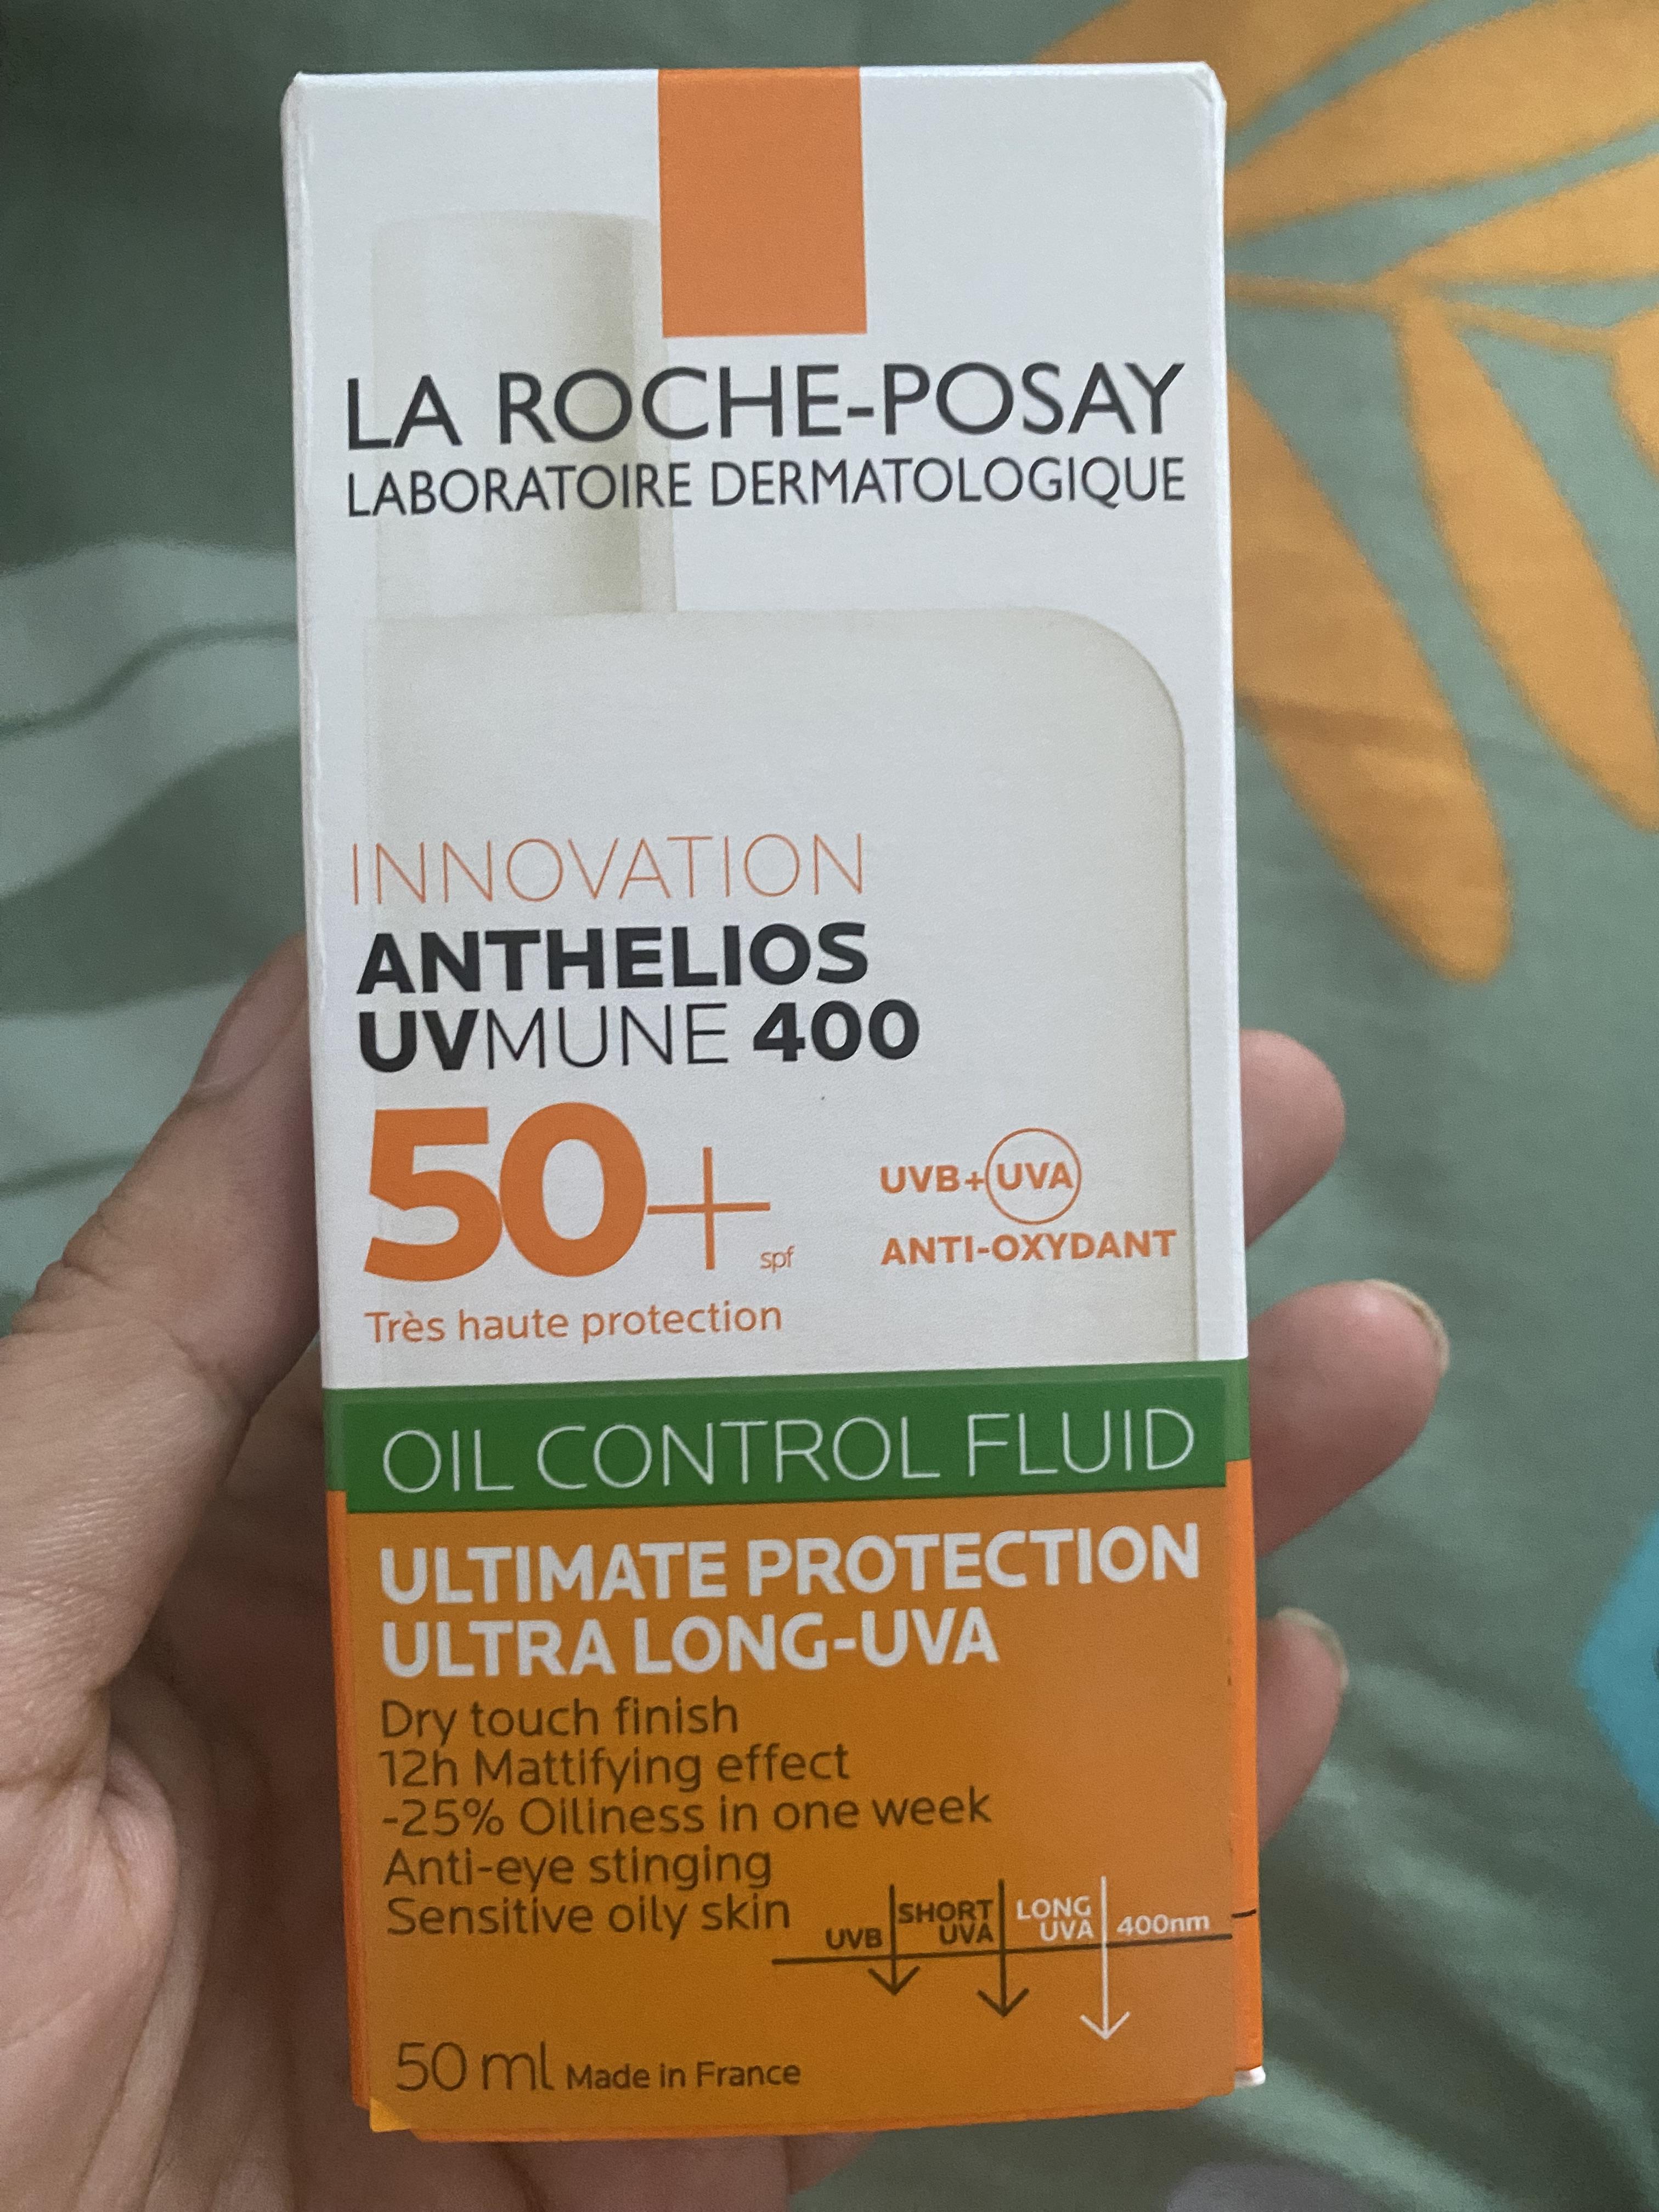 LA ROCHE-POSAY
LABORATOIRE DERMATOLOGIQUE
INNOVATION
ANTHELIOS
UVMUNE 400
50+ spf
UVB+UVA
ANTI-OXYDANT
Très haute protection
OIL CONTROL FLUID
ULTIMATE PROTECTION
ULTRA LONG-UVA
Dry touch finish
12h Mattifying effect
-25% Oiliness in one week
Anti-eye stinging
Sensitive oily skin
UVB
SHORT
UVA
LONG
UVA
400nm
50 ml Made in France